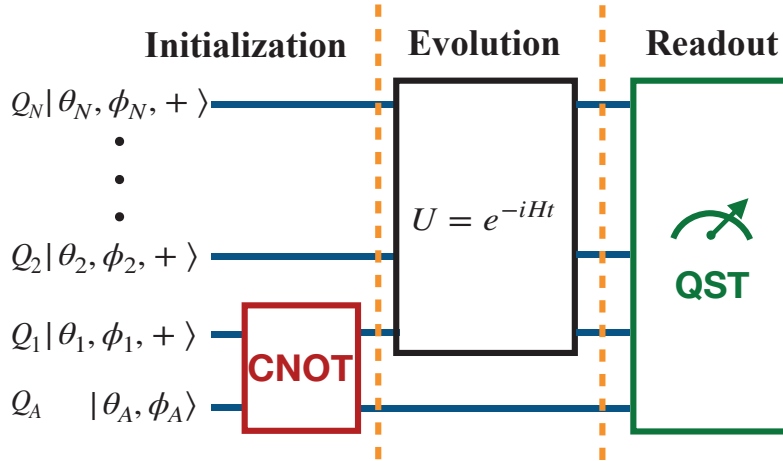 Initialization Evolution Readout
Q_N |θ_N, ϕ_N, + ⟩
U = e^{−iHt}
Q_2 |θ_2, ϕ_2, + ⟩
QST
Q_1 |θ_1, ϕ_1, + ⟩
CNOT
Q_A |θ_A, ϕ_A⟩